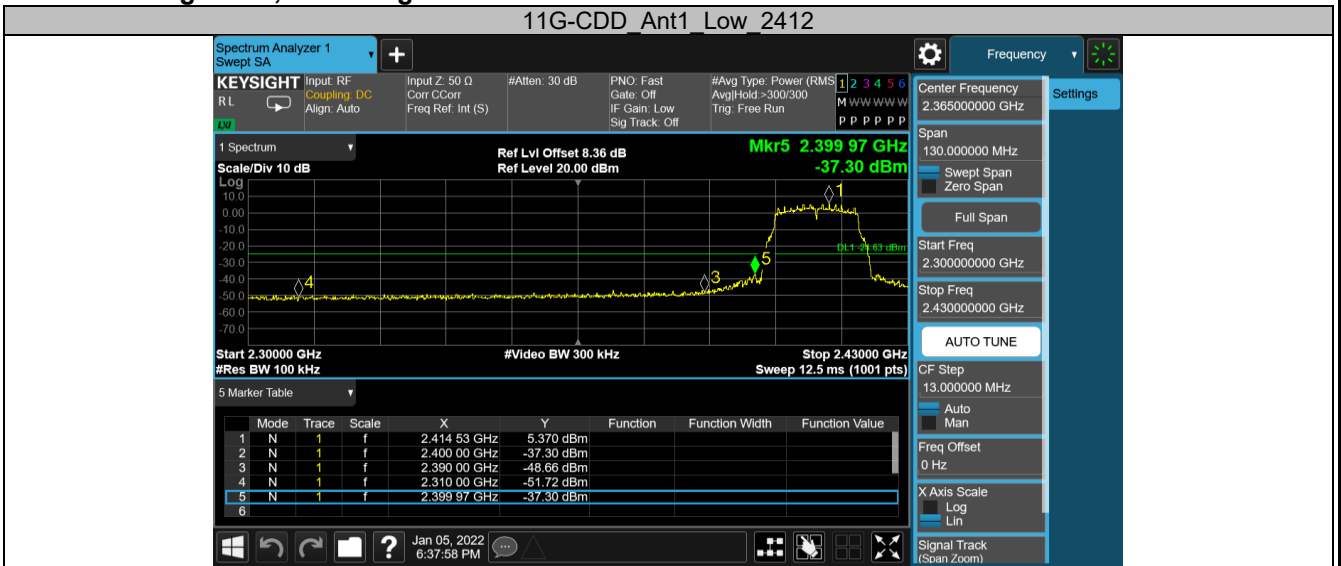 11G-CDD_Ant1_Low_2412
Spectrum Analyzer 1
Swept SA
+
Frequency
KEYSIGHT
RL
LXI
Input: RF
Coupling: DC
Align: Auto
Input Z: 50 Ω
Corr CCorr
Freq Ref: Int (S)
#Atten: 30 dB
PNO: Fast
Gate: Off
IF Gain: Low
Sig Track: Off
#Avg Type: Power (RMS
Avg|Hold:>300/300
Trig: Free Run
1 2 3 4 5 6
M W W W W W
P P P P P P
1 Spectrum
Scale/Div 10 dB
Ref Lvl Offset 8.36 dB
Ref Level 20.00 dBm
Mkr5 2.399 97 GHz
-37.30 dBm
Log
10.0
0.00
-10.0
-20.0
-30.0
-40.0
-50.0
-60.0
-70.0
1
DL1 -24.63 dBm
5
3
4
Start 2.30000 GHz
#Video BW 300 kHz
Stop 2.43000 GHz
#Res BW 100 kHz
Sweep 12.5 ms (1001 pts)
5 Marker Table
Mode Trace Scale X Y Function Function Width Function Value
1 N 1 f 2.414 53 GHz 5.370 dBm
2 N 1 f 2.400 00 GHz -37.30 dBm
3 N 1 f 2.390 00 GHz -48.66 dBm
4 N 1 f 2.310 00 GHz -51.72 dBm
5 N 1 f 2.399 97 GHz -37.30 dBm
6
?
Jan 05, 2022
6:37:58 PM
Center Frequency
2.365000000 GHz
Settings
Span
130.000000 MHz
Swept Span
Zero Span
Full Span
Start Freq
2.300000000 GHz
Stop Freq
2.430000000 GHz
AUTO TUNE
CF Step
13.000000 MHz
Auto
Man
Freq Offset
0 Hz
X Axis Scale
Log
Lin
Signal Track
(Span Zoom)